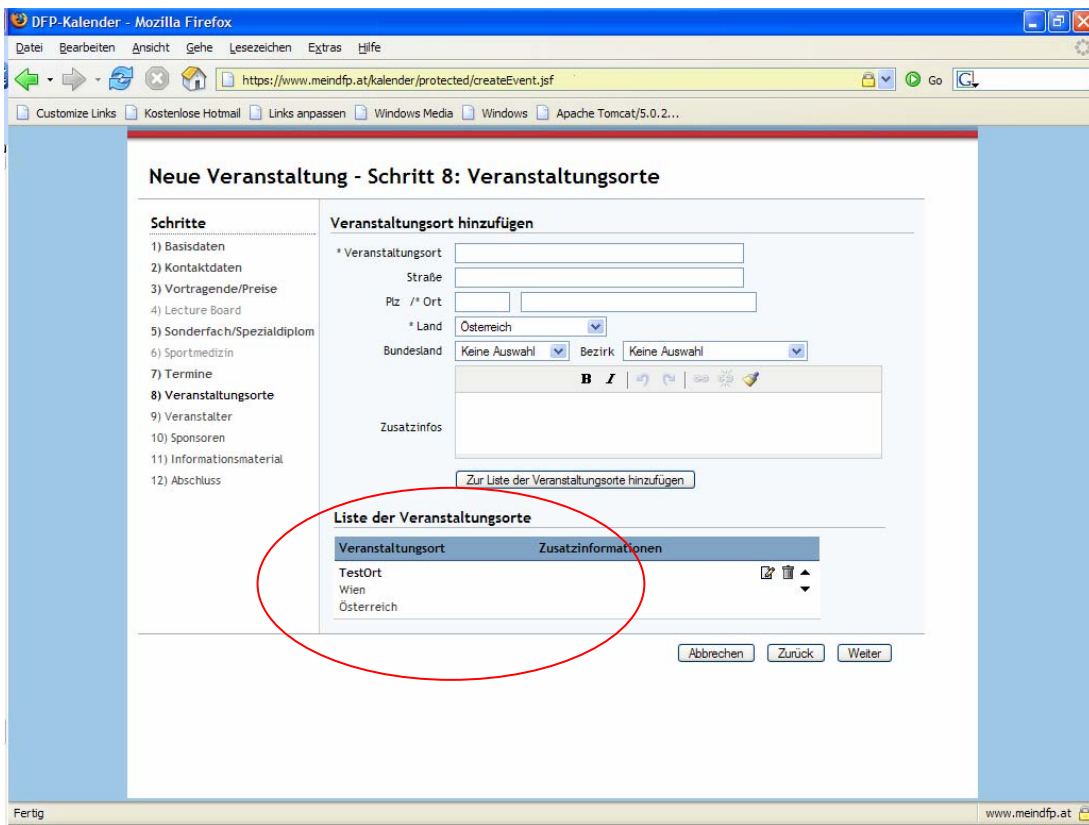 DFP-Kalender - Mozilla Firefox
Datei Bearbeiten Ansicht Gehe Lesezeichen Extras Hilfe
https://www.meindfp.at/kalender/protected/createEvent.jsf Go G
Customize Links Kostenlose Hotmail Links anpassen Windows Media Windows Apache Tomcat/5.0.2...
Neue Veranstaltung - Schritt 8: Veranstaltungsorte
Schritte
1) Basisdaten
2) Kontaktdaten
3) Vortragende/Preise
4) Lecture Board
5) Sonderfach/Spezialdiplom
6) Sportmedizin
7) Termine
8) Veranstaltungsorte
9) Veranstalter
10) Sponsoren
11) Informationsmaterial
12) Abschluss
Veranstaltungsort hinzufügen
* Veranstaltungsort
Straße
Plz /* Ort
* Land Österreich
Bundesland Keine Auswahl Bezirk Keine Auswahl
B I
Zusatzinfos
Zur Liste der Veranstaltungsorte hinzufügen
Liste der Veranstaltungsorte
Veranstaltungsort Zusatzinformationen
TestOrt
Wien
Österreich
Abbrechen Zurück Weiter
Fertig www.meindfp.at